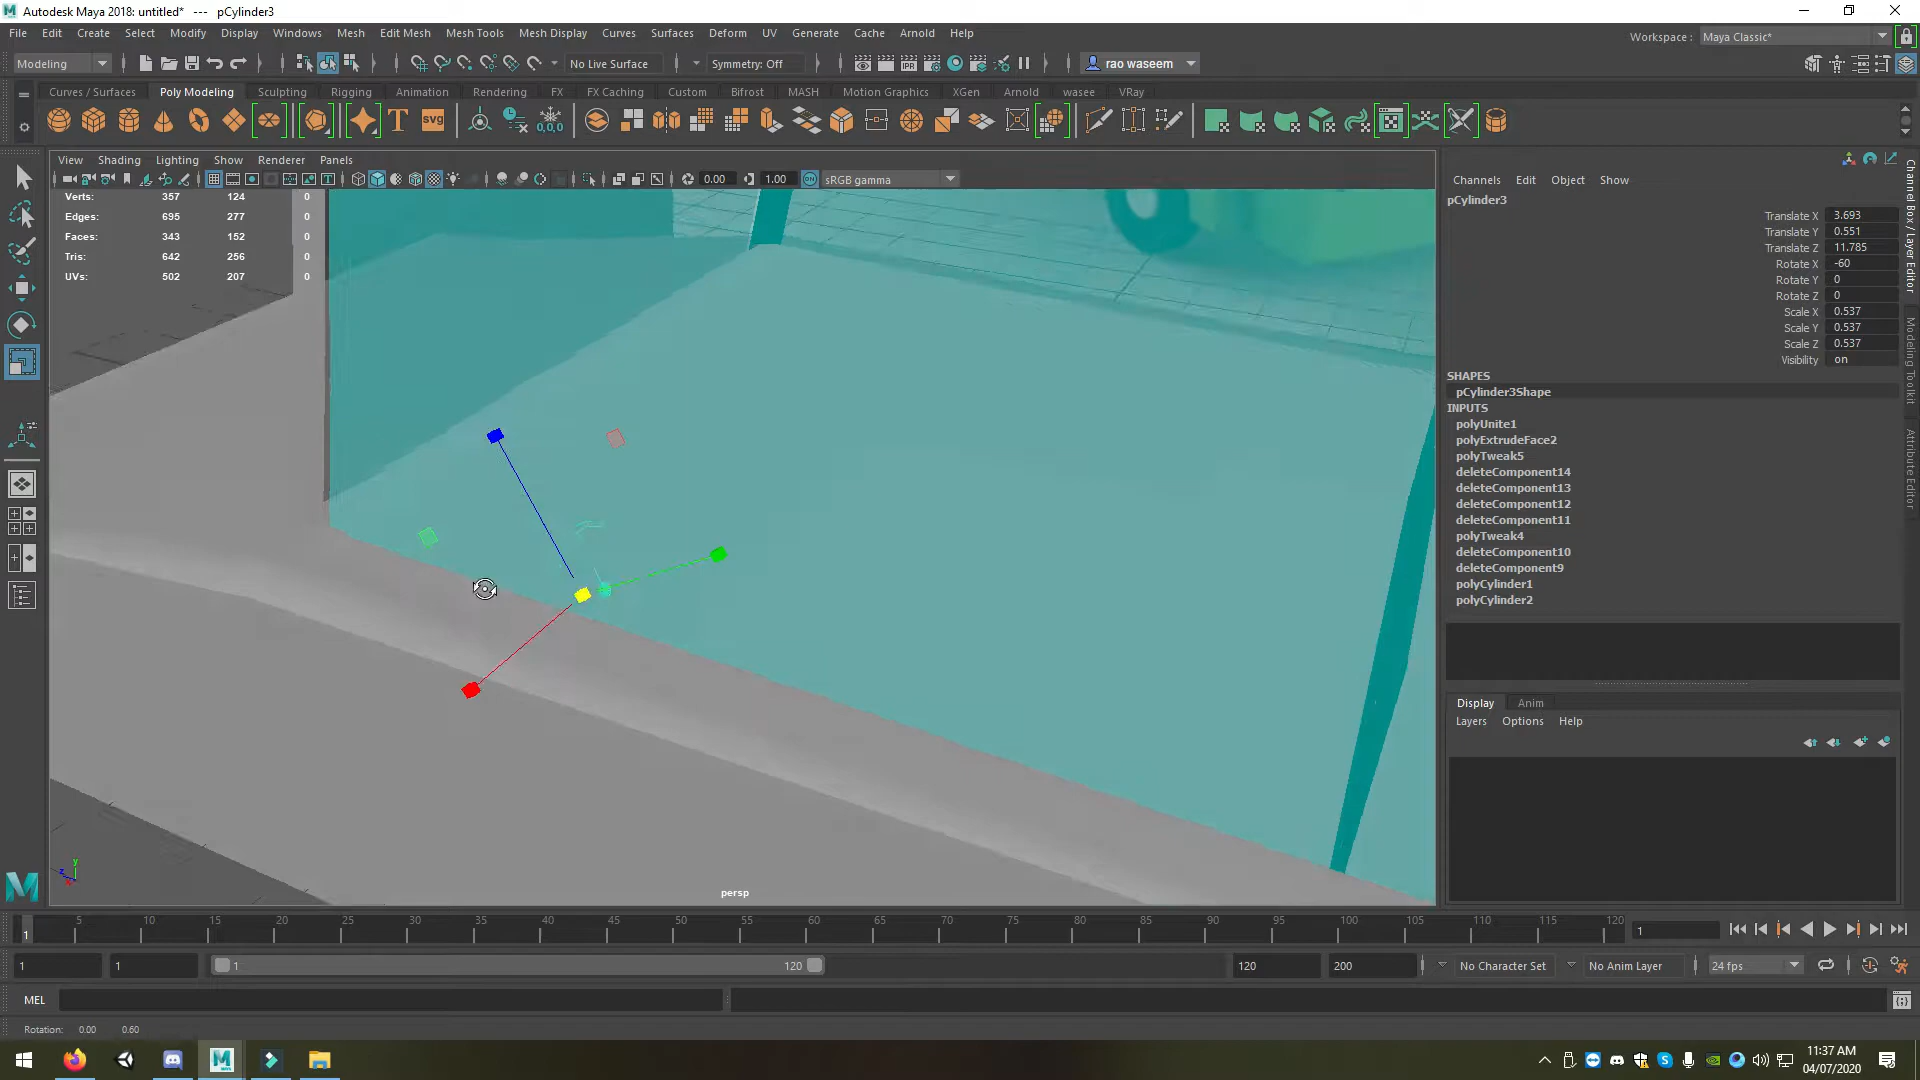 Autodesk Maya 2018: untitled* --- pCylinder3
File Edit Create Select Modify Display Windows Mesh Edit Mesh Mesh Tools Mesh Display Curves Surfaces Deform UV Generate Cache Arnold Help
Workspace : Maya Classic*
Modeling No Live Surface Symmetry: Off rao waseem
Curves / Surfaces Poly Modeling Sculpting Rigging Animation Rendering FX FX Caching Custom Bifrost MASH Motion Graphics XGen Arnold wasee VRay
View Shading Lighting Show Renderer Panels
0.00 1.00 sRGB gamma
Verts: 357 124 0
Edges: 695 277 0
Faces: 343 152 0
Tris: 642 256 0
UVs: 502 207 0
persp
Channels Edit Object Show
pCylinder3
Translate X 3.693
Translate Y 0.551
Translate Z 11.785
Rotate X -60
Rotate Y 0
Rotate Z 0
Scale X 0.537
Scale Y 0.537
Scale Z 0.537
Visibility on
SHAPES
pCylinder3Shape
INPUTS
polyUnite1
polyExtrudeFace2
polyTweak5
deleteComponent14
deleteComponent13
deleteComponent12
deleteComponent11
polyTweak4
deleteComponent10
deleteComponent9
polyCylinder1
polyCylinder2
Display Anim
Layers Options Help
Channel Box / Layer Editor
Modeling Toolkit
Attribute Editor
1 5 10 15 20 25 30 35 40 45 50 55 60 65 70 75 80 85 90 95 100 105 110 115 120
1
1 1 1 120 120 200 No Character Set No Anim Layer 24 fps
MEL
Rotation: 0.00 0.60
11:37 AM
04/07/2020